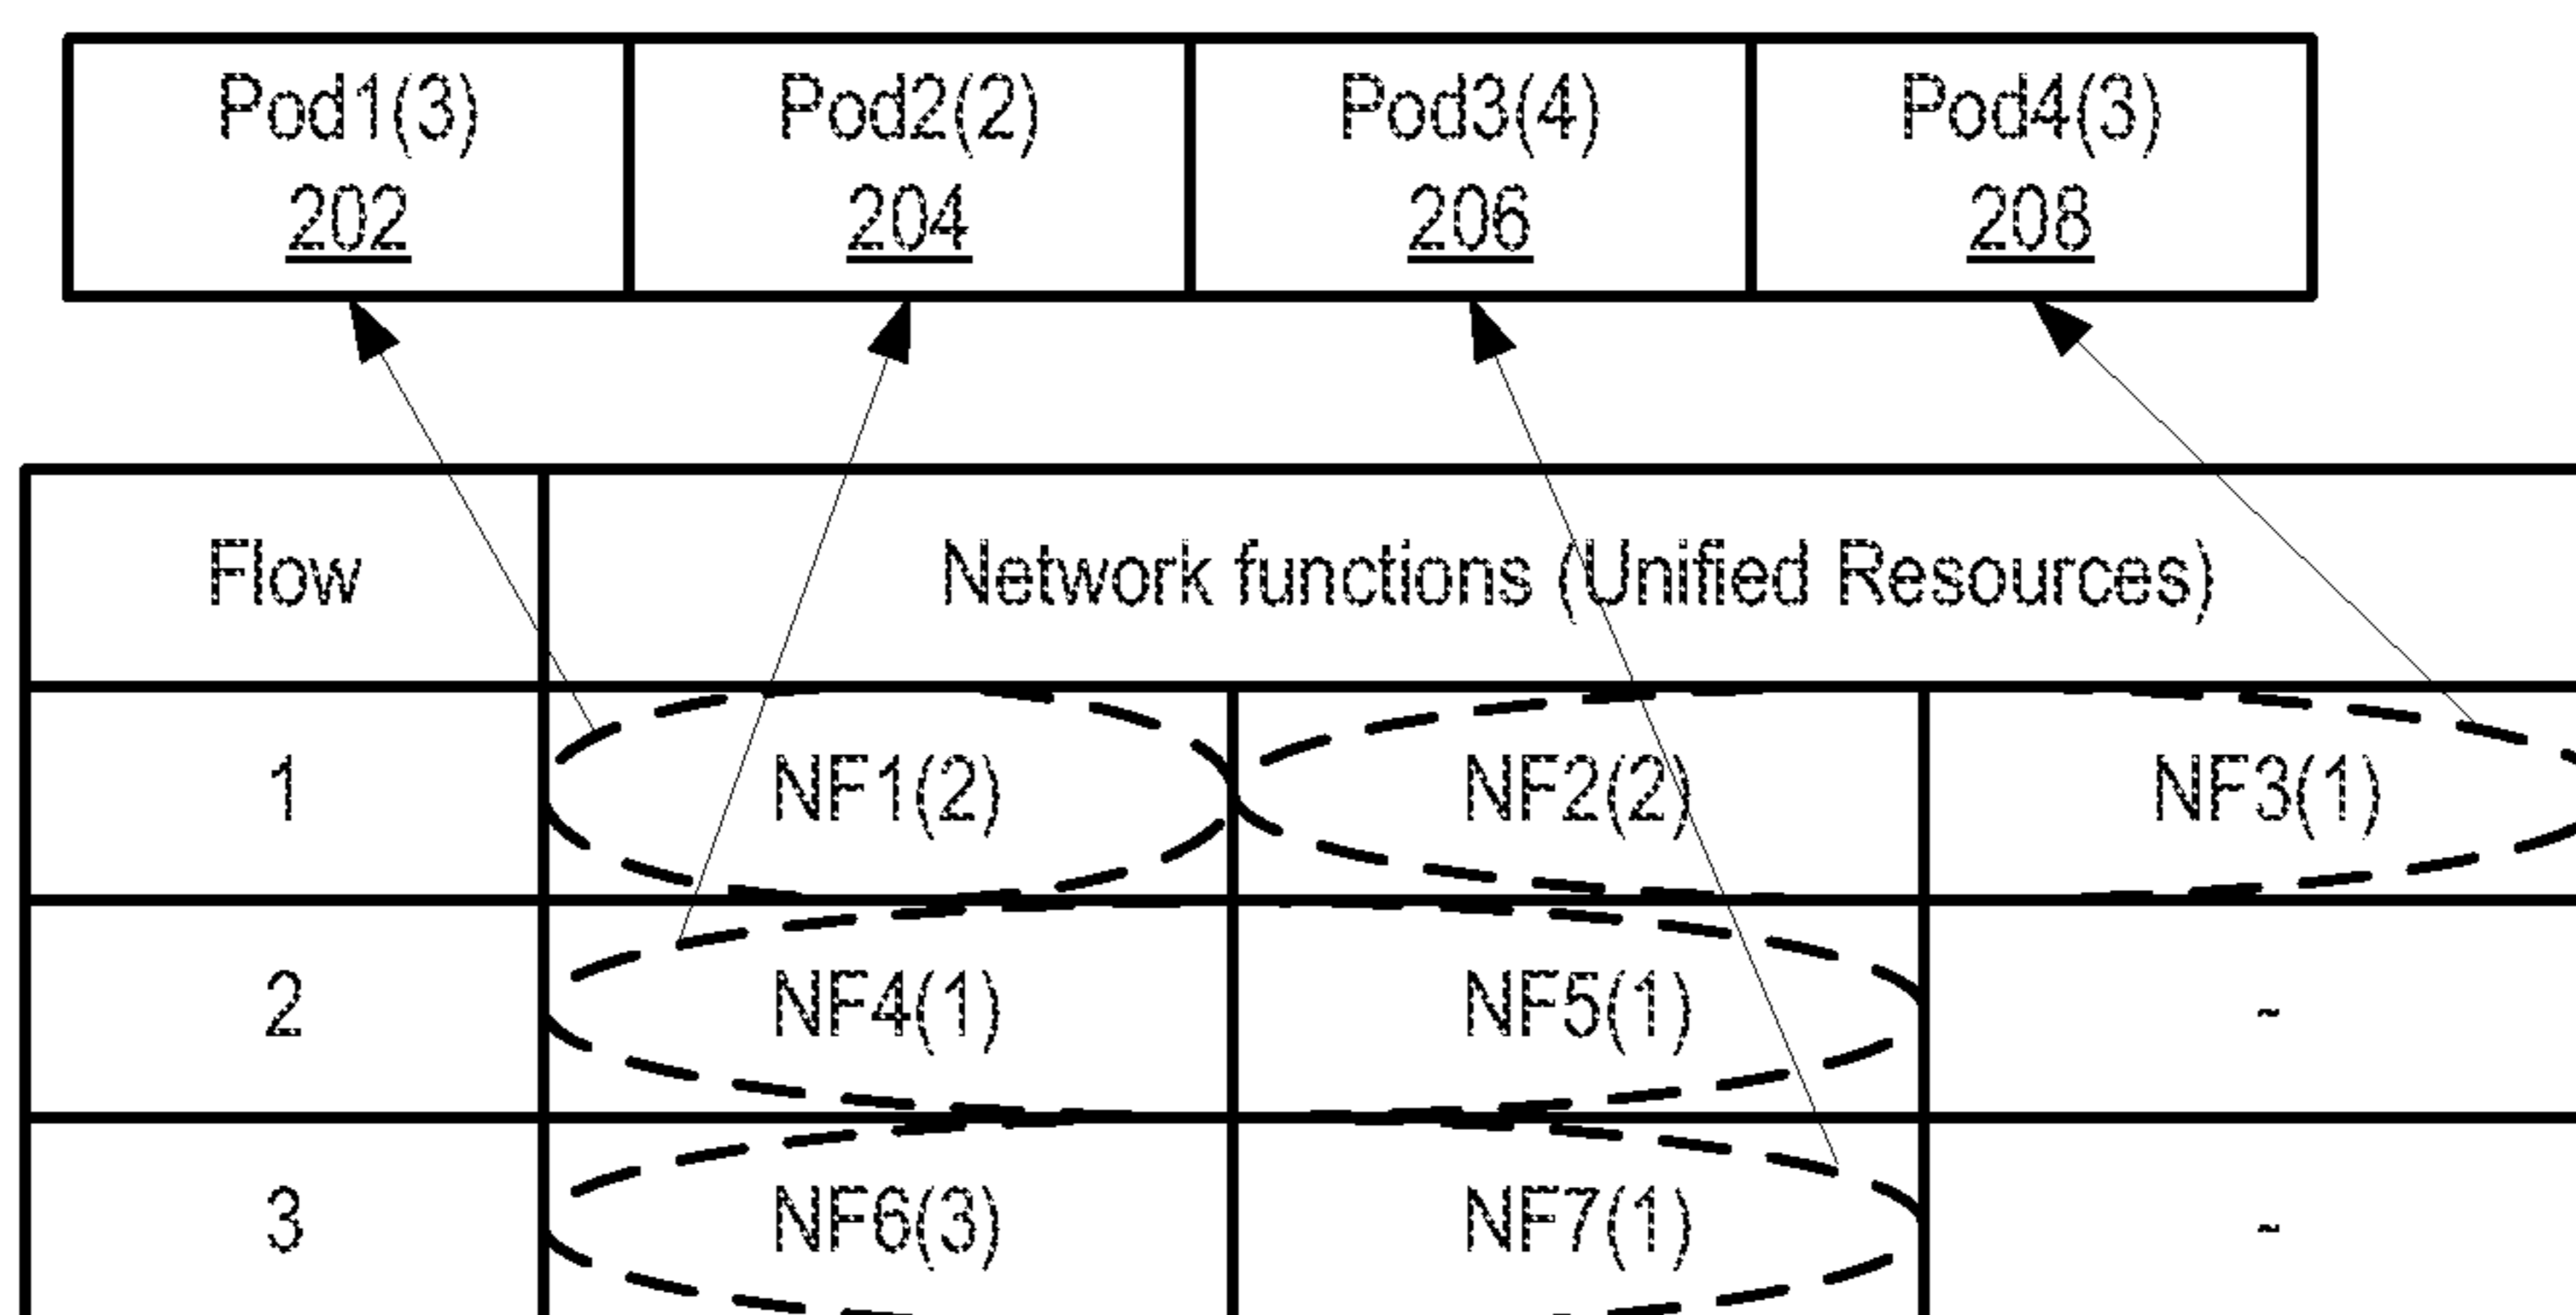 Pod1(3) Pod2(2) Pod3(4) Pod4(3)
202 204 206 208
Flow Network functions (Unified Resources)
1 NF1(2) NF2(2) NF3(1)
2 NF4(1) NF5(1) -
3 NF6(3) NF7(1) -